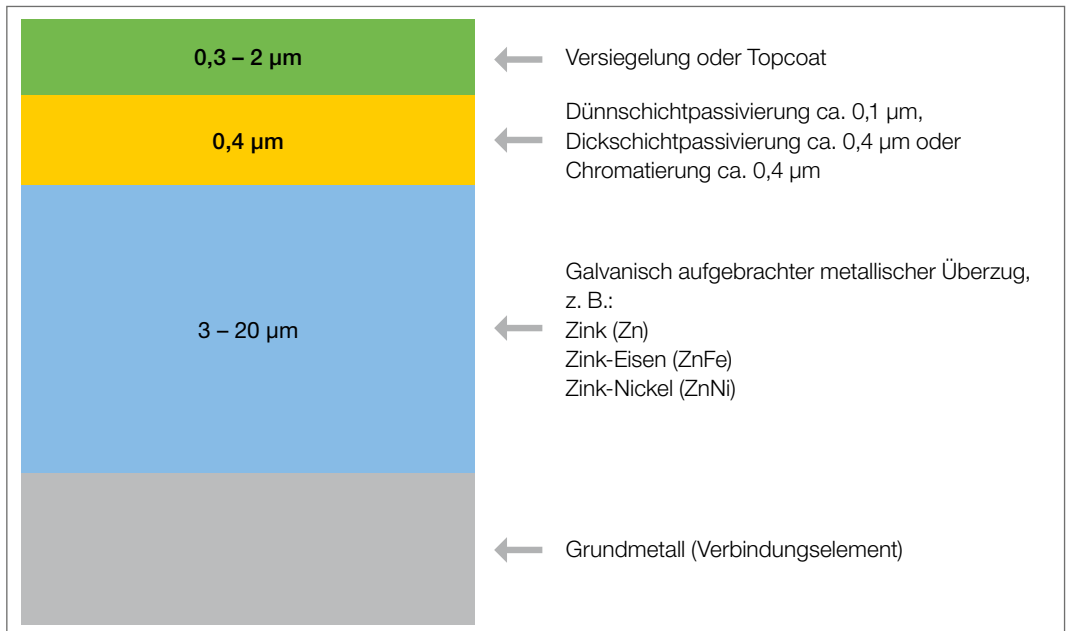 0,3 – 2 µm
Versiegelung oder Topcoat
0,4 µm
Dünnschichtpassivierung ca. 0,1 µm,
Dickschichtpassivierung ca. 0,4 µm oder
Chromatierung ca. 0,4 µm
3 – 20 µm
Galvanisch aufgebrachter metallischer Überzug,
z. B.:
Zink (Zn)
Zink-Eisen (ZnFe)
Zink-Nickel (ZnNi)
Grundmetall (Verbindungselement)